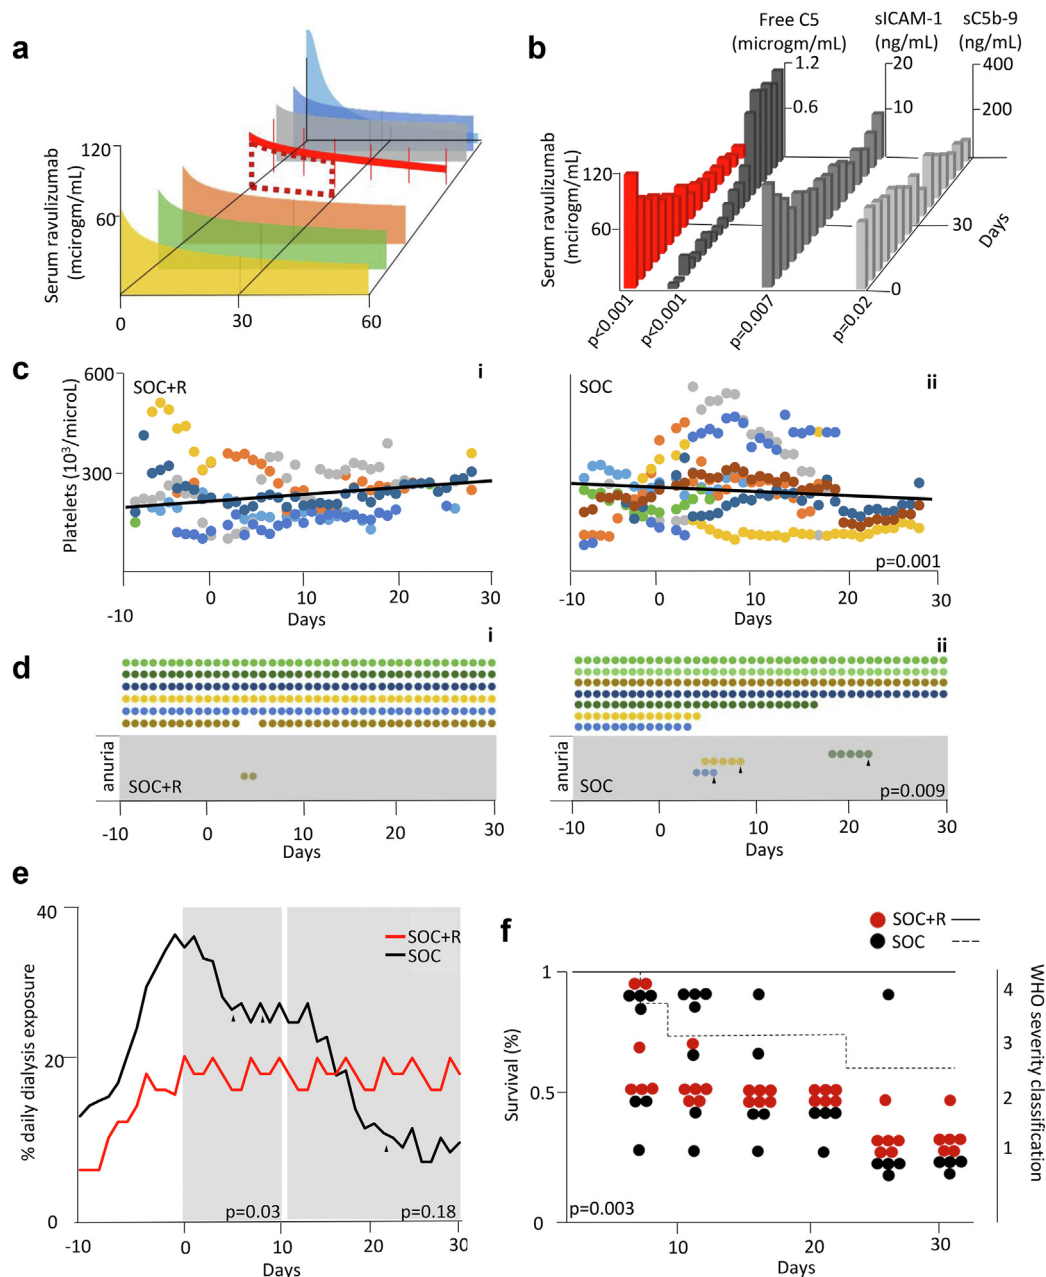 a
120
60
Serum ravulizumab
(mcirogm/mL)
0
30
60
b
Free C5
(microgm/mL)
sICAM-1
(ng/mL)
sC5b-9
(ng/mL)
1.2
0.6
20
10
400
200
120
60
Serum ravulizumab
(mcirogm/mL)
30
Days
0
p<0.001
p<0.001
p=0.007
p=0.02
c
600
300
Platelets (10³/microL)
SOC+R
i
-10
0
10
20
30
Days
SOC
ii
p=0.001
-10
0
10
20
30
Days
d
i
anuria
SOC+R
-10
0
10
20
30
Days
ii
anuria
SOC
p=0.009
-10
0
10
20
30
Days
e
40
20
0
% daily dialysis exposure
SOC+R
SOC
p=0.03
p=0.18
-10
0
10
20
30
Days
f
SOC+R
SOC
1
0.5
0
Survival (%)
4
3
2
1
WHO severity classification
p=0.003
10
20
30
Days